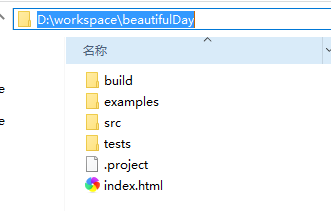 D:\workspace\beautifulDay
名称
build
examples
src
tests
.project
index.html